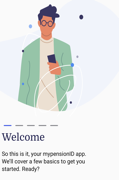 Welcome
So this is it, your mypensionID app.
We'll cover a few basics to get you
started. Ready?